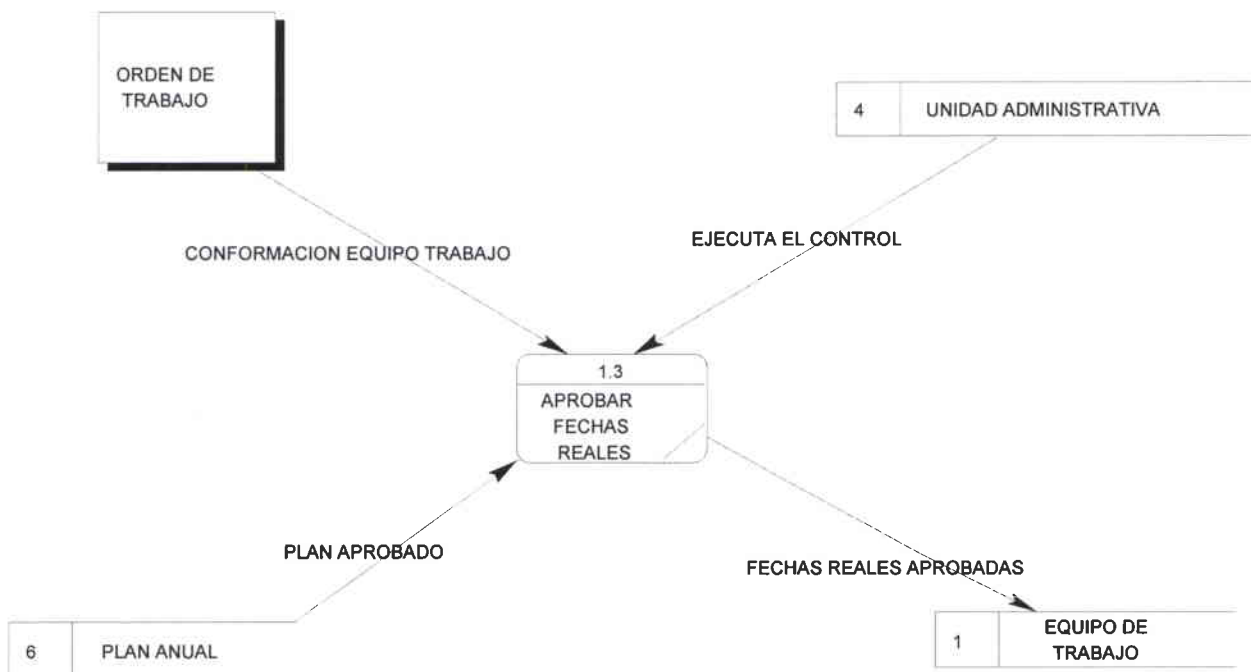 ORDEN DE
TRABAJO
4 UNIDAD ADMINISTRATIVA
CONFORMACION EQUIPO TRABAJO
EJECUTA EL CONTROL
1.3
APROBAR
FECHAS
REALES
PLAN APROBADO
FECHAS REALES APROBADAS
6 PLAN ANUAL
1 EQUIPO DE
TRABAJO